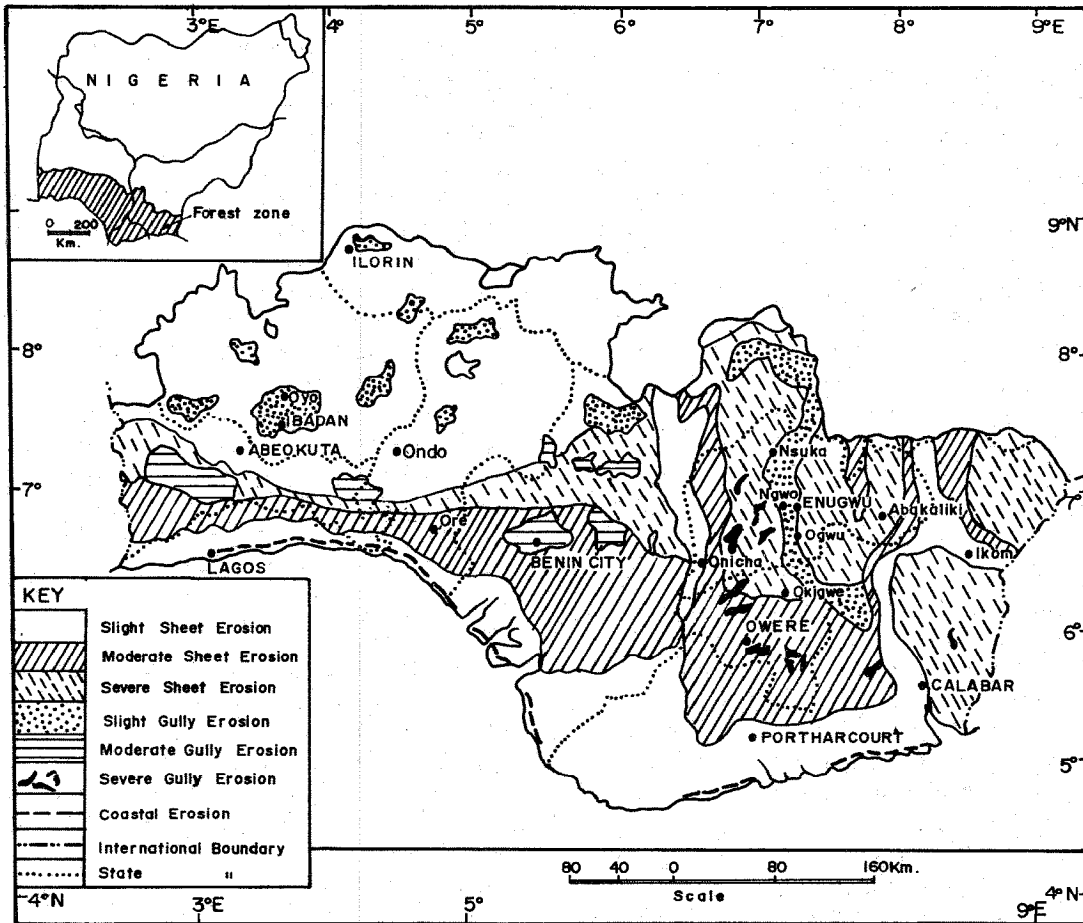 3°E 4° 5° 6° 7° 8° 9°E
NIGERIA
Forest zone
0 200
Km.
9°N
ILORIN
8° 8°
Oyo
IBADAN
ABEOKUTA
Ondo
Nsuka
7°
Ngwo
ENUGWU
Abakaliki
Ore
Ogwu
BENIN CITY
Onicha
Ikom
LAGOS
Okigwe
6°
OWERE
CALABAR
PORTHARCOURT
5°
KEY
Slight Sheet Erosion
Moderate Sheet Erosion
Severe Sheet Erosion
Slight Gully Erosion
Moderate Gully Erosion
Severe Gully Erosion
Coastal Erosion
International Boundary
State "
80 40 0 80 160 Km.
Scale
4°N 4°N
3°E 5° 9°E